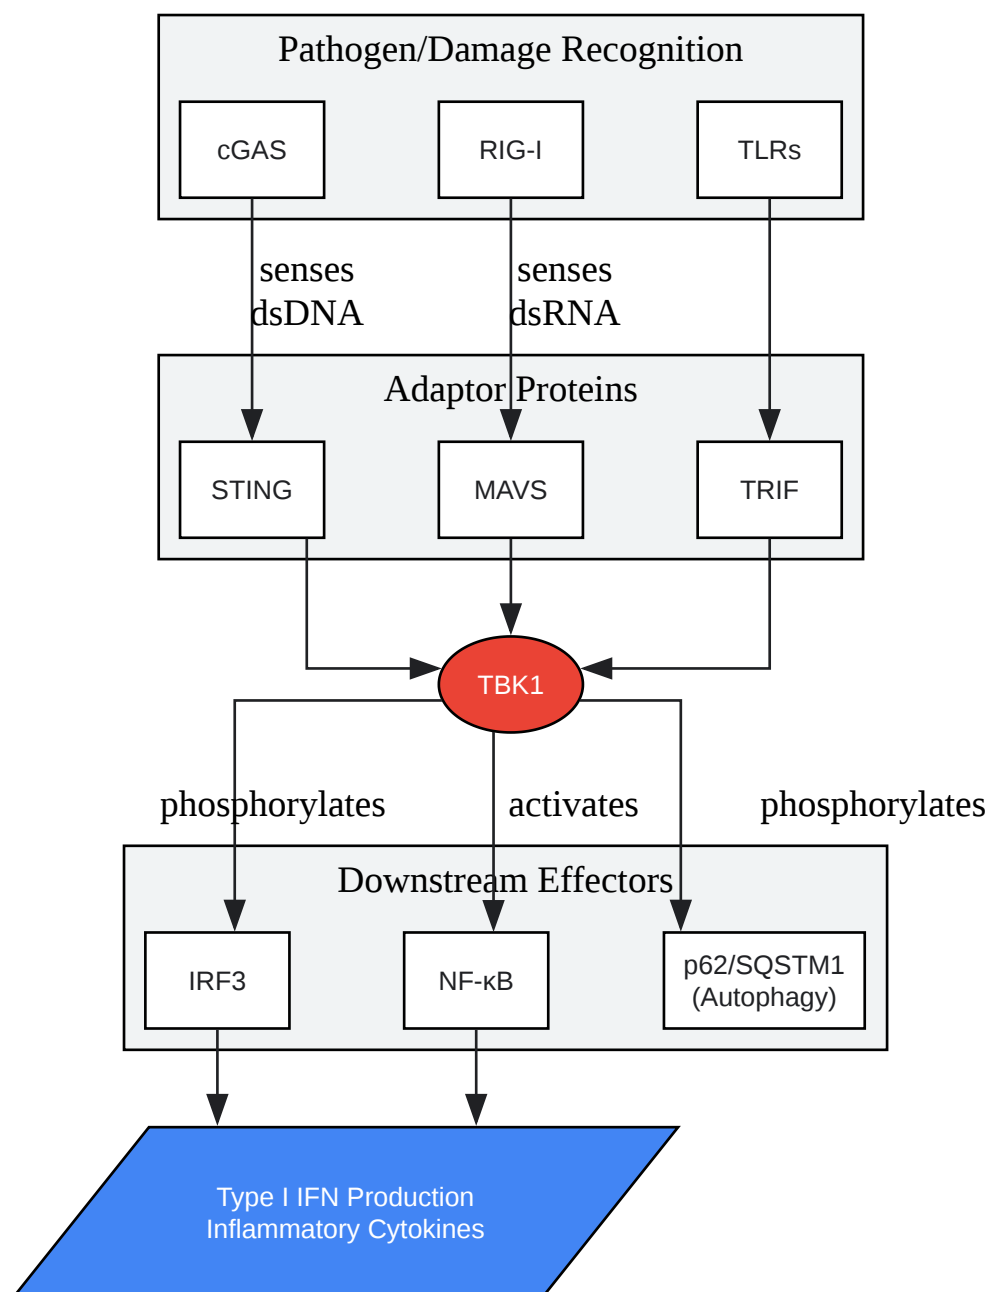 Pathogen/Damage Recognition
cGAS
RIG-I
TLRs
senses
dsDNA
senses
dsRNA
Adaptor Proteins
STING
MAVS
TRIF
TBK1
phosphorylates
activates
phosphorylates
Downstream Effectors
IRF3
NF-κB
p62/SQSTM1
(Autophagy)
Type I IFN Production
Inflammatory Cytokines